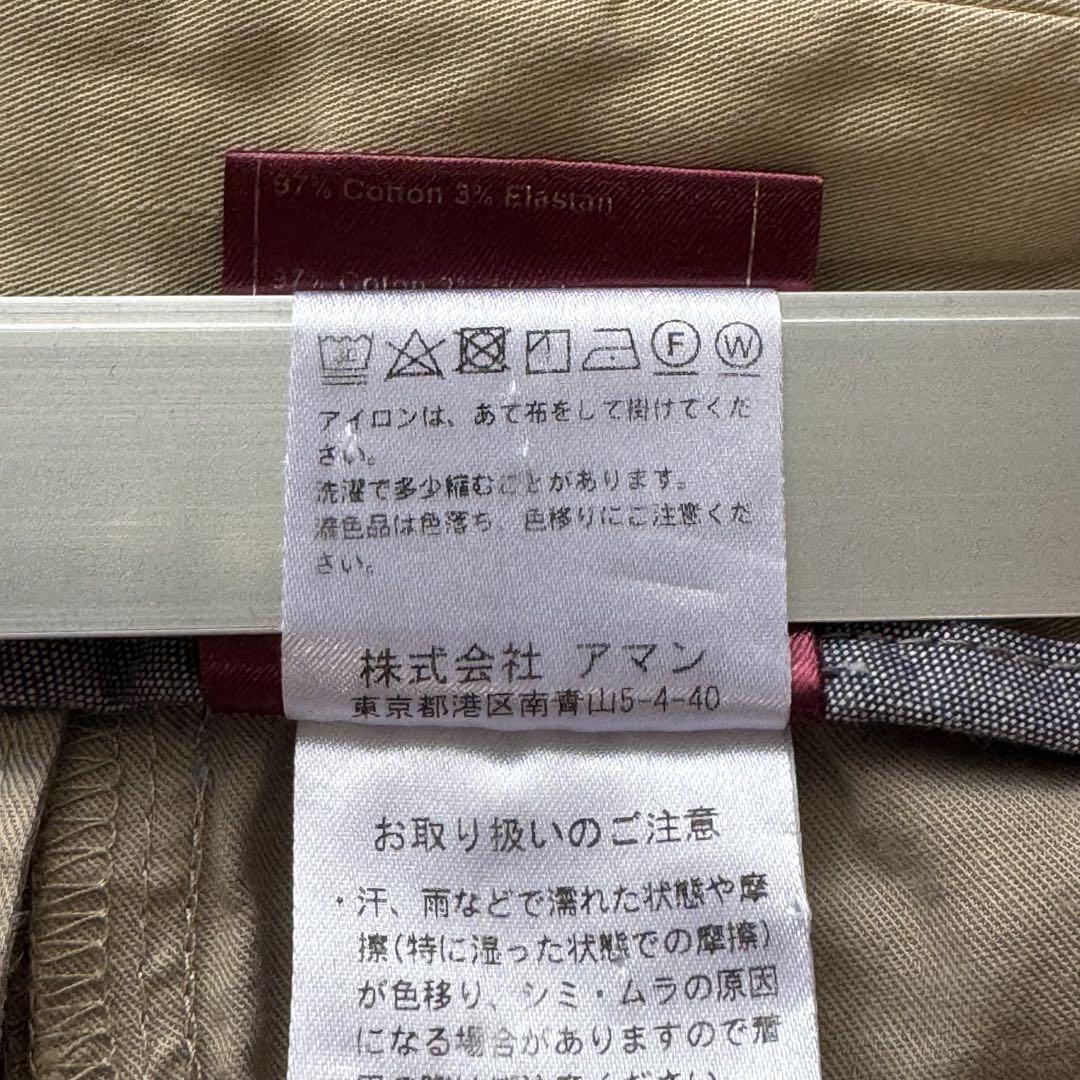 97% Cotton 3% Elastan
97% Cotton 3%
F W
アイロンは、あて布をして掛けてくだ
さい。
洗濯で多少縮むことがあります。
濃色品は色落ち、色移りにご注意くだ
さい。
株式会社 アマン
東京都港区南青山5-4-40
お取り扱いのご注意
・汗、雨などで濡れた状態や摩
擦(特に湿った状態での摩擦)
が色移り、シミ・ムラの原因
になる場合がありますので着